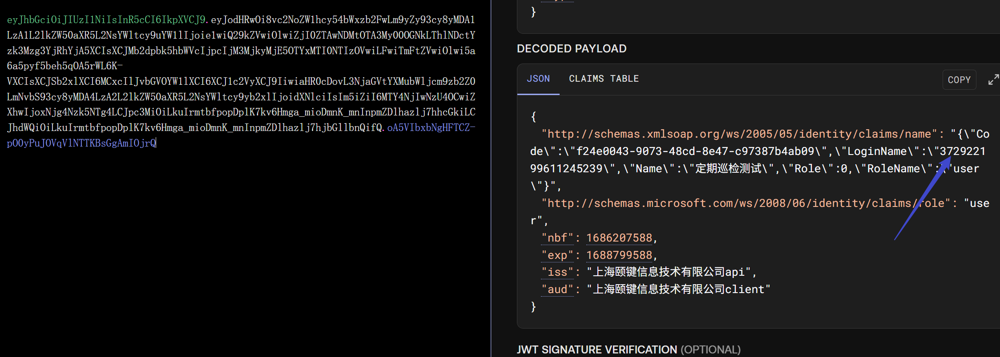 eyJhbGciOiJIUzI1NiIsInR5cCI6IkpXVCJ9.eyJodHRwOi8vc2NoZW1hcy54bWxzb2FwLm9yZy93cy8yMDA1
LzA1L2lkZW50aXR5L2NsYWltcy9uYW1lIjoie1wiQ29kZVwiOlwiZjI0ZTAwNDMtOTA3My00OGNkLThlNDctY
zk3Mzg3YjRhYjA5XCIsXCJMb2dpbk5hbWVcIjpcIjM3MjkyMjE5OTYxMTI0NTIzOVwiLFwiTmFtZVwiOlwi5a
6a5pyf5beh5qOA5rWL6K-
VXCIsXCJSb2xlXCI6MCxcIlJvbGVOYW1lXCI6XCJ1c2VyXCJ9IiwiaHR0cDovL3NjaGVtYXMubWljcm9zb2Z0
LmNvbS93cy8yMDA4LzA2L2lkZW50aXR5L2NsYWltcy9yb2xlIjoidXNlciIsIm5iZiI6MTY4NjIwNzU4OCwiZ
XhwIjoxNjg4Nzk5NTg4LCJpc3MiOiLkuIrmtbfpopDplK7kv6Hmga_mioDmnK_mnInpmZDlhazlj7hhcGkiLC
JhdWQiOiLkuIrmtbfpopDplK7kv6Hmga_mioDmnK_mnInpmZDlhazlj7hjbGllbnQifQ.oA5VIbxbNgHFTCZ-
pO0yPuJOVqVlNTTKBsGgAmIOjrQ
}
DECODED PAYLOAD
JSON CLAIMS TABLE COPY
{
"http://schemas.xmlsoap.org/ws/2005/05/identity/claims/name": "{\"Co
de\":\"f24e0043-9073-48cd-8e47-c97387b4ab09\",\"LoginName\":\"3729221
99611245239\",\"Name\":\"定期巡检测试\",\"Role\":0,\"RoleName\":\"user
\"}",
"http://schemas.microsoft.com/ws/2008/06/identity/claims/role": "use
r",
"nbf": 1686207588,
"exp": 1688799588,
"iss": "上海颐键信息技术有限公司api",
"aud": "上海颐键信息技术有限公司client"
}
JWT SIGNATURE VERIFICATION (OPTIONAL)